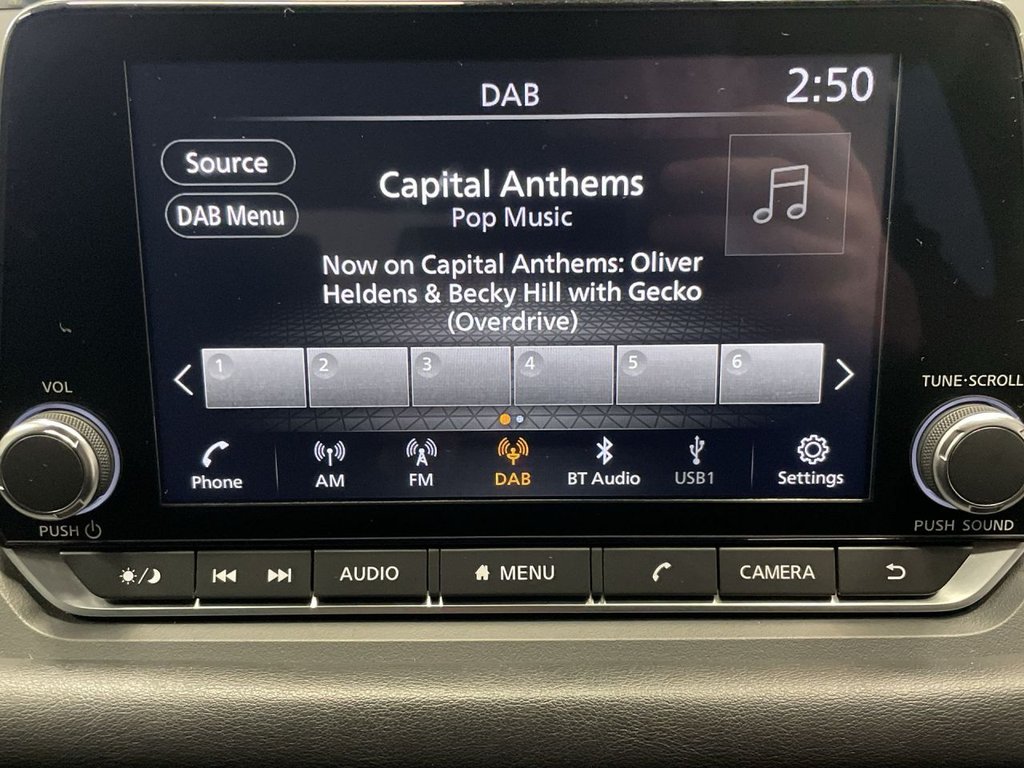 DAB
2:50
Source
DAB Menu
Capital Anthems
Pop Music
Now on Capital Anthems: Oliver
Heldens & Becky Hill with Gecko
(Overdrive)
1 2 3 4 5 6
VOL
TUNE·SCROLL
Phone AM FM DAB BT Audio USB1 Settings
PUSH
PUSH SOUND
AUDIO MENU CAMERA